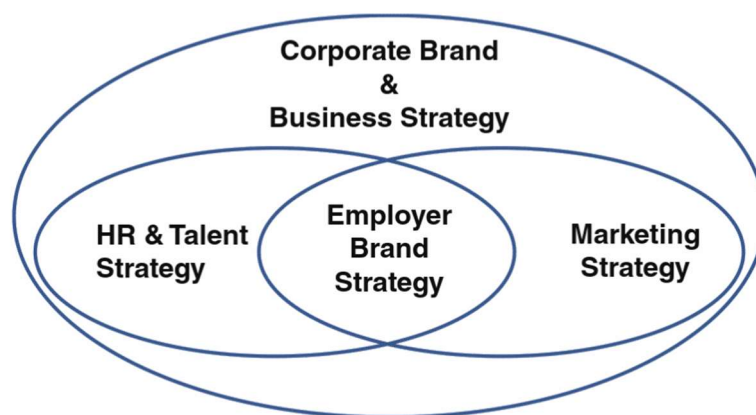 Corporate Brand
&
Business Strategy
HR & Talent
Strategy
Employer
Brand
Strategy
Marketing
Strategy